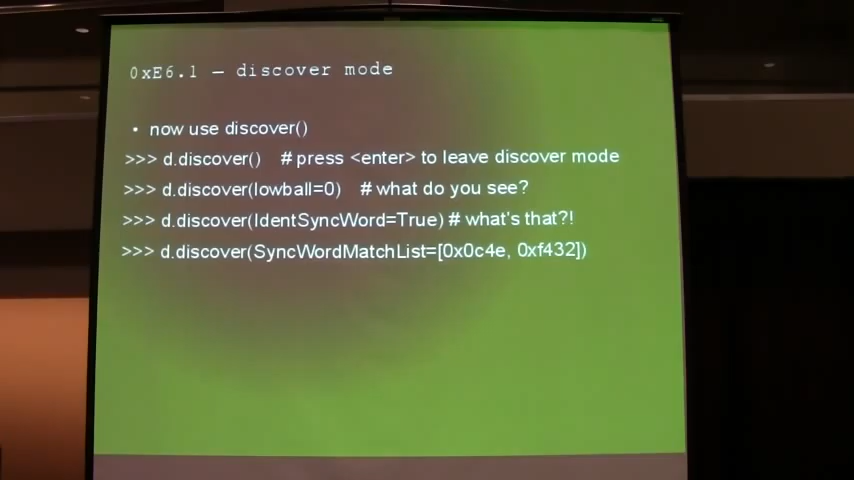 0xE6.1 – discover mode
• now use discover()
>>> d.discover() # press <enter> to leave discover mode
>>> d.discover(lowball=0) # what do you see?
>>> d.discover(IdentSyncWord=True) # what's that?!
>>> d.discover(SyncWordMatchList=[0x0c4e, 0xf432])